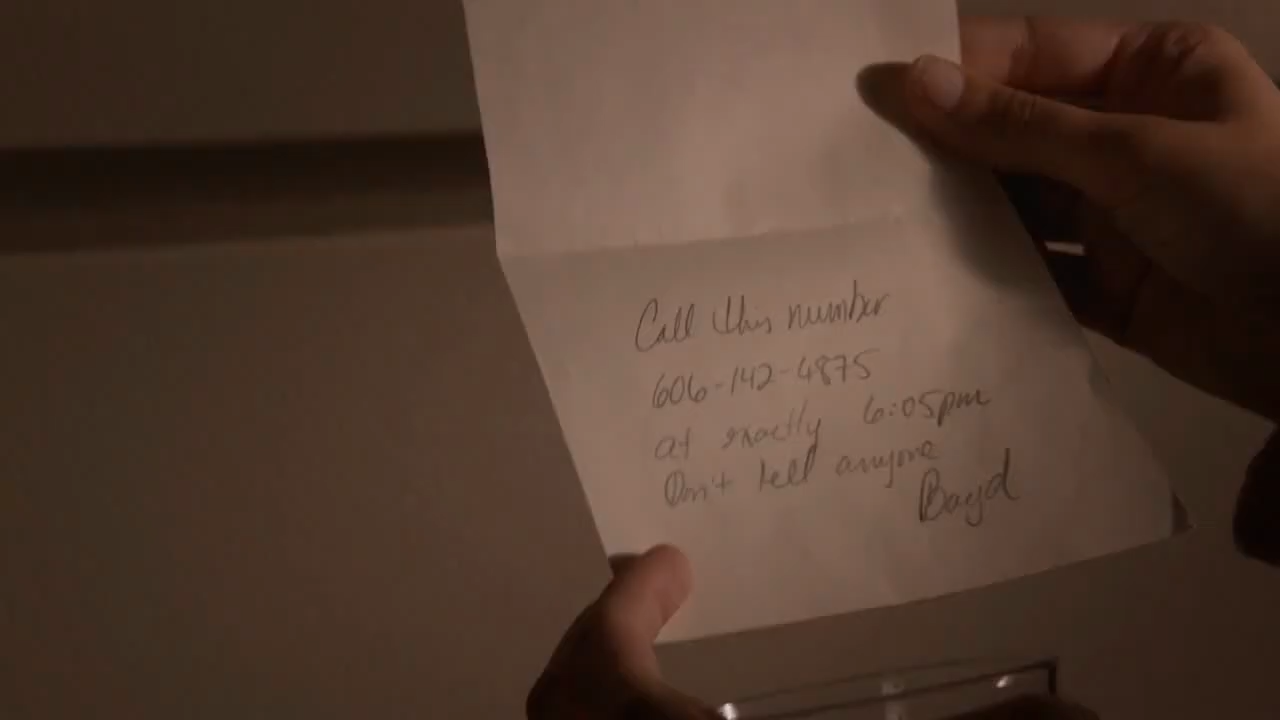 Call this number
606-142-4875
at exactly 6:05pm
Don't tell anyone
Boyd